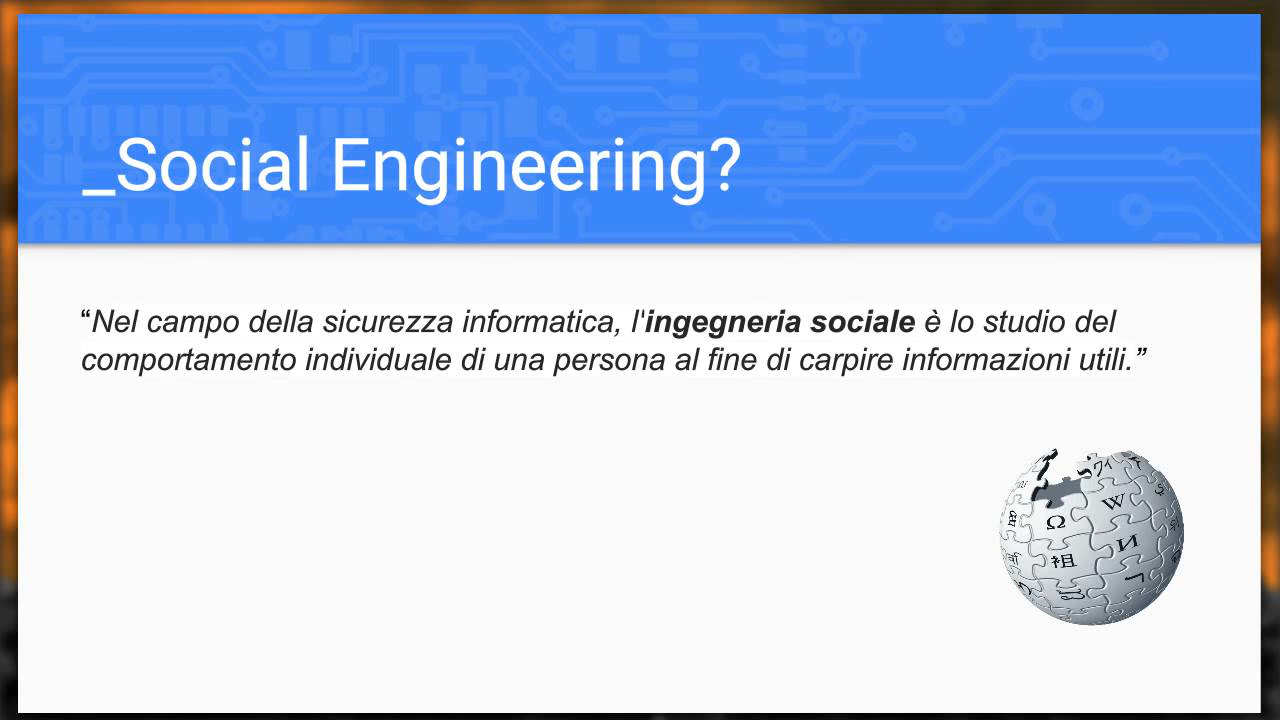 _Social Engineering?
“Nel campo della sicurezza informatica, l'ingegneria sociale è lo studio del
comportamento individuale di una persona al fine di carpire informazioni utili.”
Ω W
祖 И